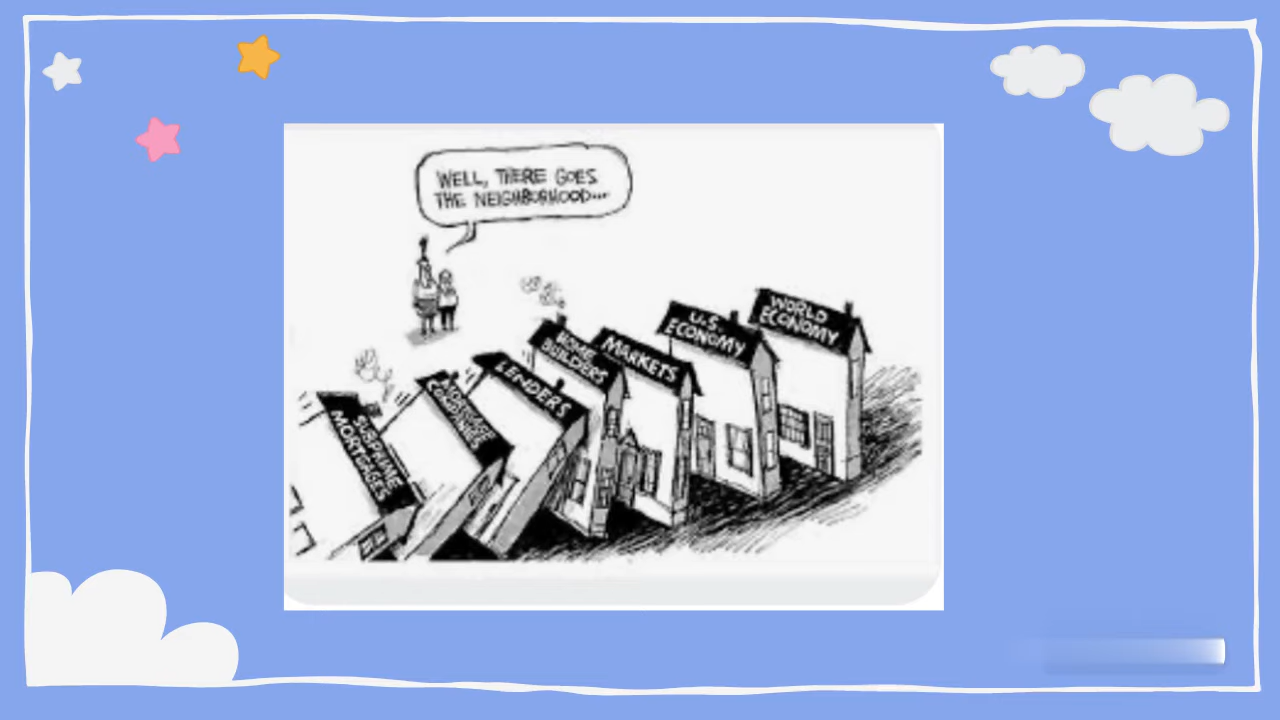 WELL, THERE GOES
THE NEIGHBORHOOD...
SUBPRIME
MORTGAGES
MORTGAGE
COMPANIES
LENDERS
HOME
BUILDERS
MARKETS
U.S.
ECONOMY
WORLD
ECONOMY